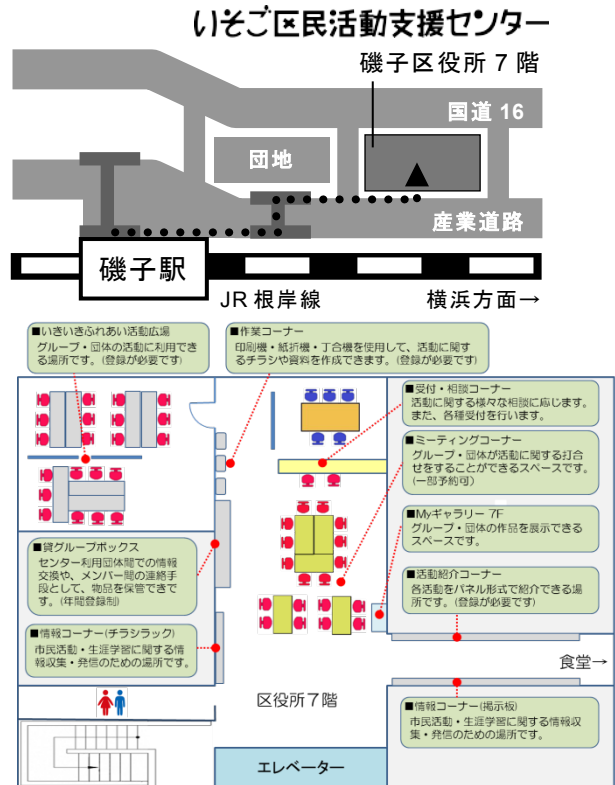 いそご区民活動支援センター
磯子区役所 7 階
国道 16
団地
産業道路
磯子駅
JR 根岸線
横浜方面→
■いきいきふれあい活動広場
グループ・団体の活動に利用でき
る場所です。(登録が必要です)
■作業コーナー
印刷機・紙折機・丁合機を使用して、活動に関す
るチラシや資料を作成できます。(登録が必要です)
■受付・相談コーナー
活動に関する様々な相談に応じます。
また、各種受付を行います。
■ミーティングコーナー
グループ・団体が活動に関する打合
せをすることができるスペースです。
(一部予約可)
■Myギャラリー 7F
グループ・団体の作品を展示できる
スペースです。
■貸グループボックス
センター利用団体間での情報
交換や、メンバー間の連絡手
段として、物品を保管できで
す。(年間登録制)
■活動紹介コーナー
各活動をパネル形式で紹介できる場
所です。(登録が必要です)
■情報コーナー(チラシラック)
市民活動・生涯学習に関する情
報収集・発信のための場所です。
食堂→
区役所７階
■情報コーナー(掲示板)
市民活動・生涯学習に関する情報収
集・発信のための場所です。
エレベーター